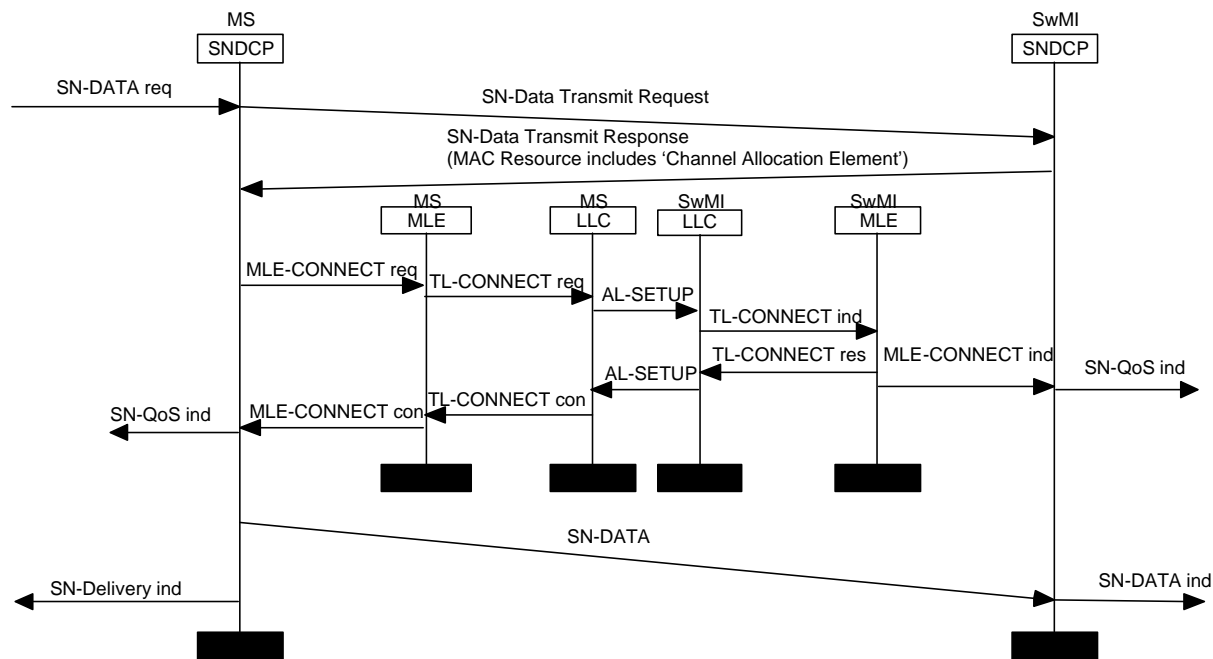 MS
SwMI
SNDCP
SNDCP
SN-DATA req
SN-Data Transmit Request
SN-Data Transmit Response
(MAC Resource includes ‘Channel Allocation Element’)
MS
MS
SwMI
SwMI
MLE
LLC
LLC
MLE
MLE-CONNECT req
TL-CONNECT req
AL-SETUP
TL-CONNECT ind
TL-CONNECT res
MLE-CONNECT ind
SN-QoS ind
AL-SETUP
TL-CONNECT con
MLE-CONNECT con
SN-QoS ind
SN-DATA
SN-Delivery ind
SN-DATA ind